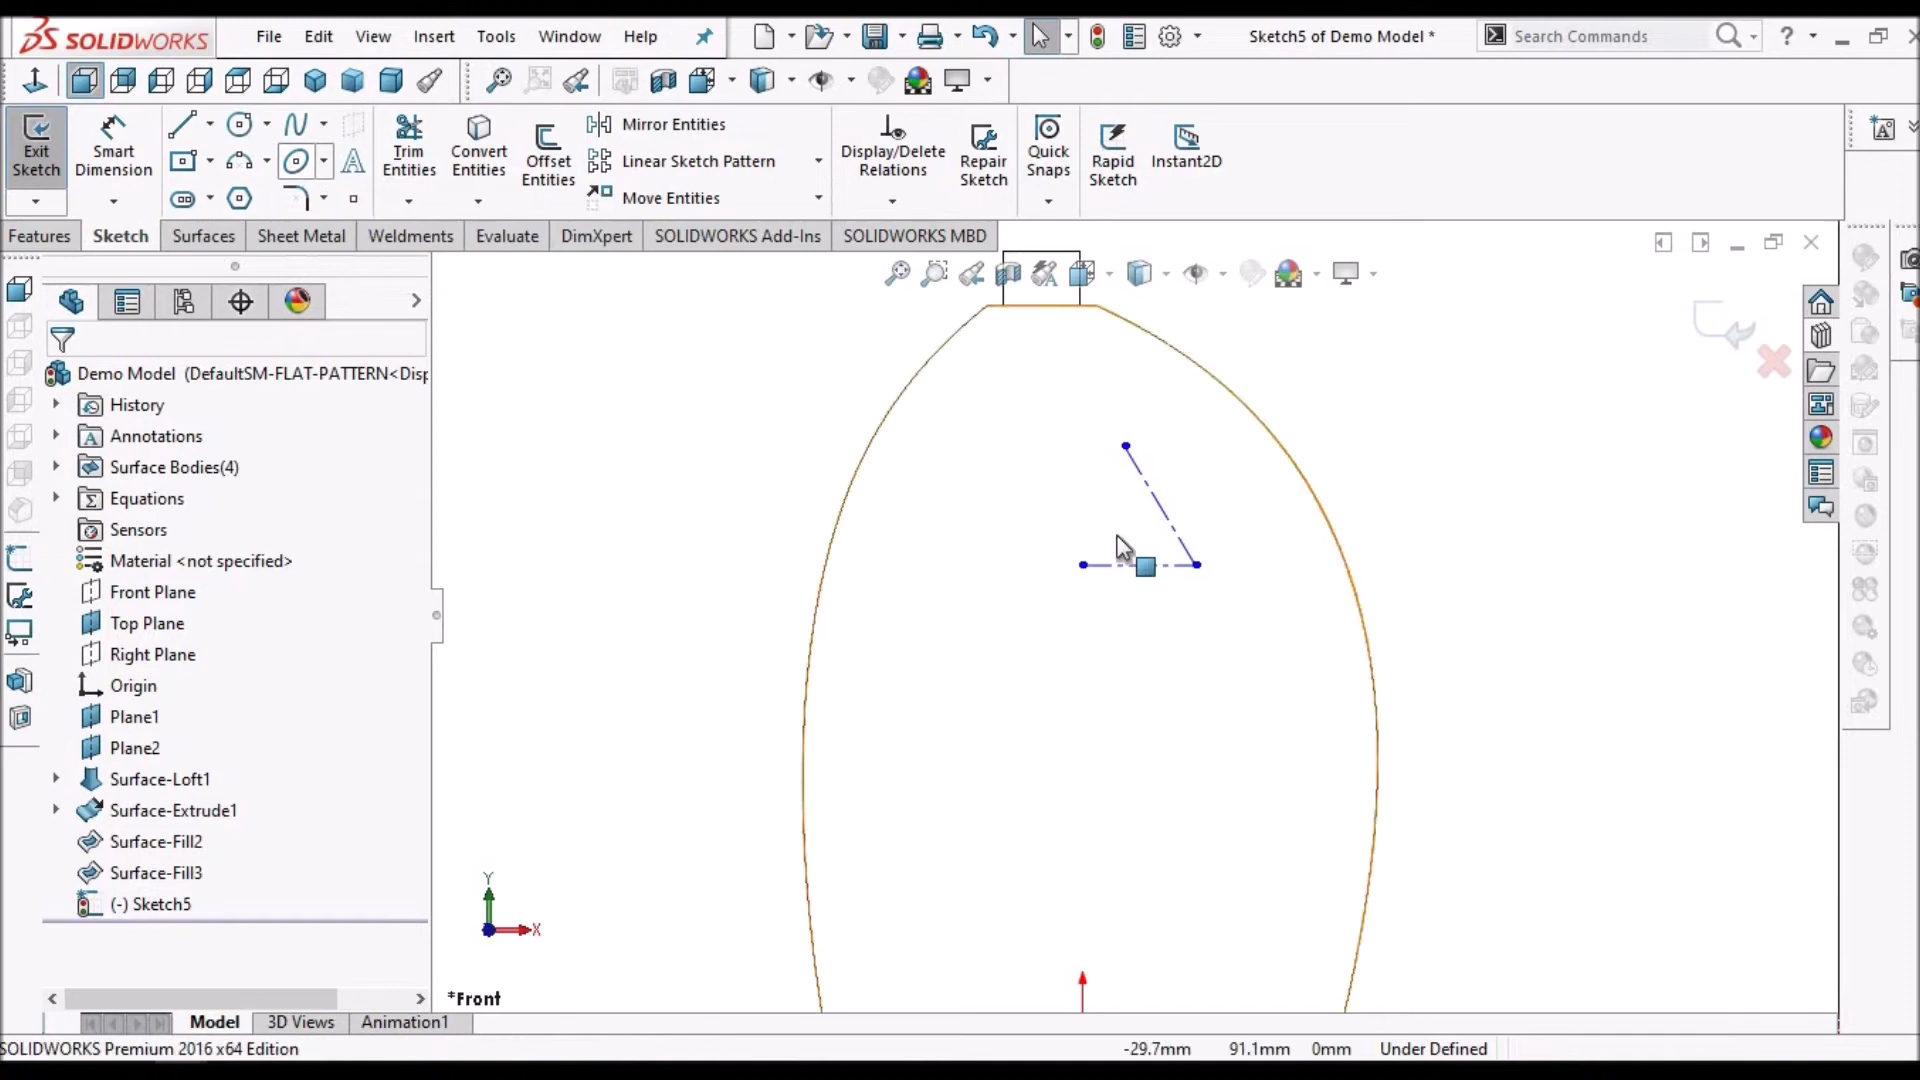 SOLIDWORKS File Edit View Insert Tools Window Help Sketch5 of Demo Model * Search Commands ?
Exit Sketch
Smart Dimension
Trim Entities
Convert Entities
Offset Entities
Mirror Entities
Linear Sketch Pattern
Move Entities
Display/Delete Relations
Repair Sketch
Quick Snaps
Rapid Sketch
Instant2D
Features Sketch Surfaces Sheet Metal Weldments Evaluate DimXpert SOLIDWORKS Add-Ins SOLIDWORKS MBD
Demo Model (DefaultSM-FLAT-PATTERN<Disp
History
Annotations
Surface Bodies(4)
Equations
Sensors
Material <not specified>
Front Plane
Top Plane
Right Plane
Origin
Plane1
Plane2
Surface-Loft1
Surface-Extrude1
Surface-Fill2
Surface-Fill3
(-) Sketch5
Y
X
*Front
Model 3D Views Animation1
SOLIDWORKS Premium 2016 x64 Edition -29.7mm 91.1mm 0mm Under Defined